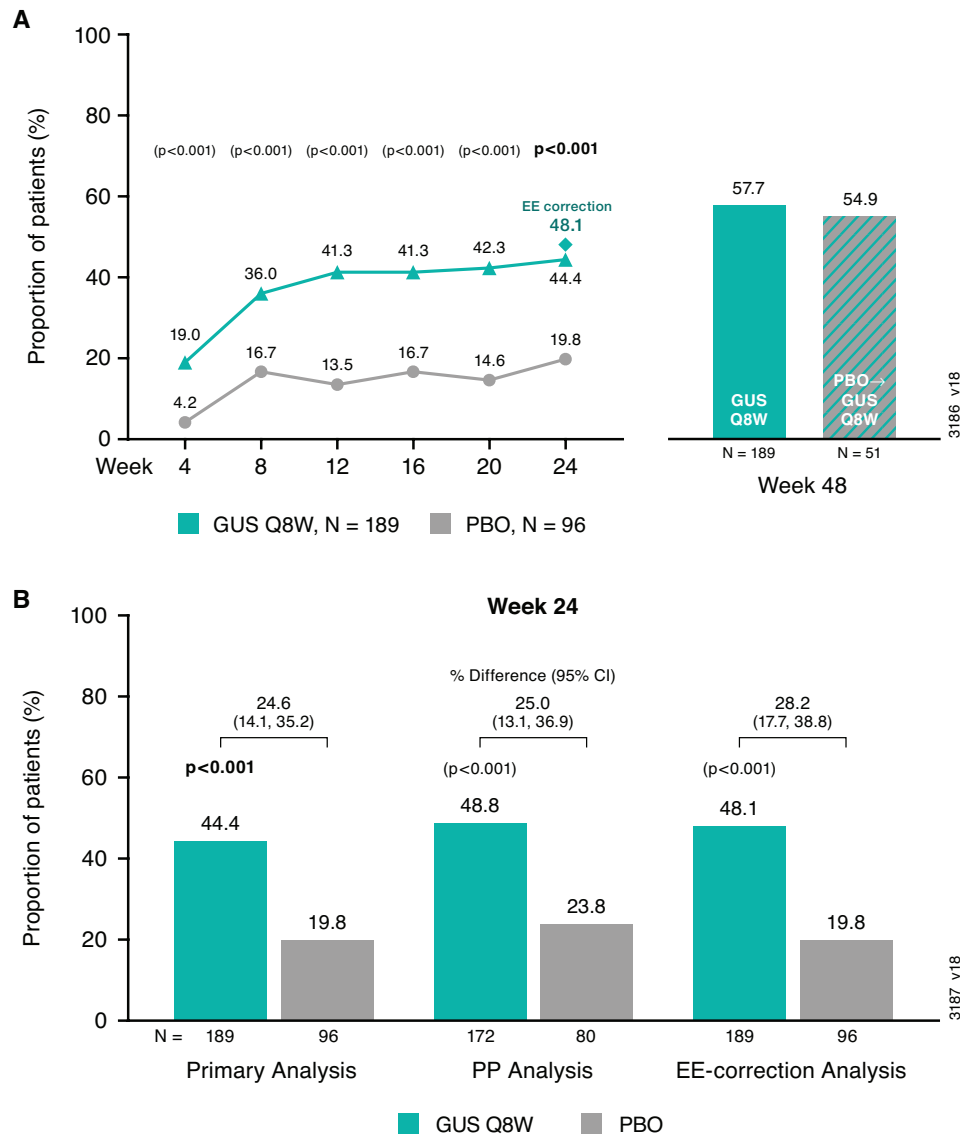 A
Proportion of patients (%)
100
80
60
40
20
0
(p<0.001) (p<0.001) (p<0.001) (p<0.001) (p<0.001) p<0.001
EE correction
48.1
19.0 36.0 41.3 41.3 42.3 44.4
4.2 16.7 13.5 16.7 14.6 19.8
Week 4 8 12 16 20 24
GUS Q8W, N = 189 PBO, N = 96
57.7 54.9
GUS
Q8W
PBO→
GUS
Q8W
N = 189 N = 51
Week 48
3186 v18
B
Week 24
Proportion of patients (%)
100
80
60
40
20
0
% Difference (95% CI)
24.6 25.0 28.2
(14.1, 35.2) (13.1, 36.9) (17.7, 38.8)
p<0.001 (p<0.001) (p<0.001)
44.4 19.8 48.8 23.8 48.1 19.8
N = 189 96 172 80 189 96
Primary Analysis PP Analysis EE-correction Analysis
GUS Q8W PBO
3187 v18